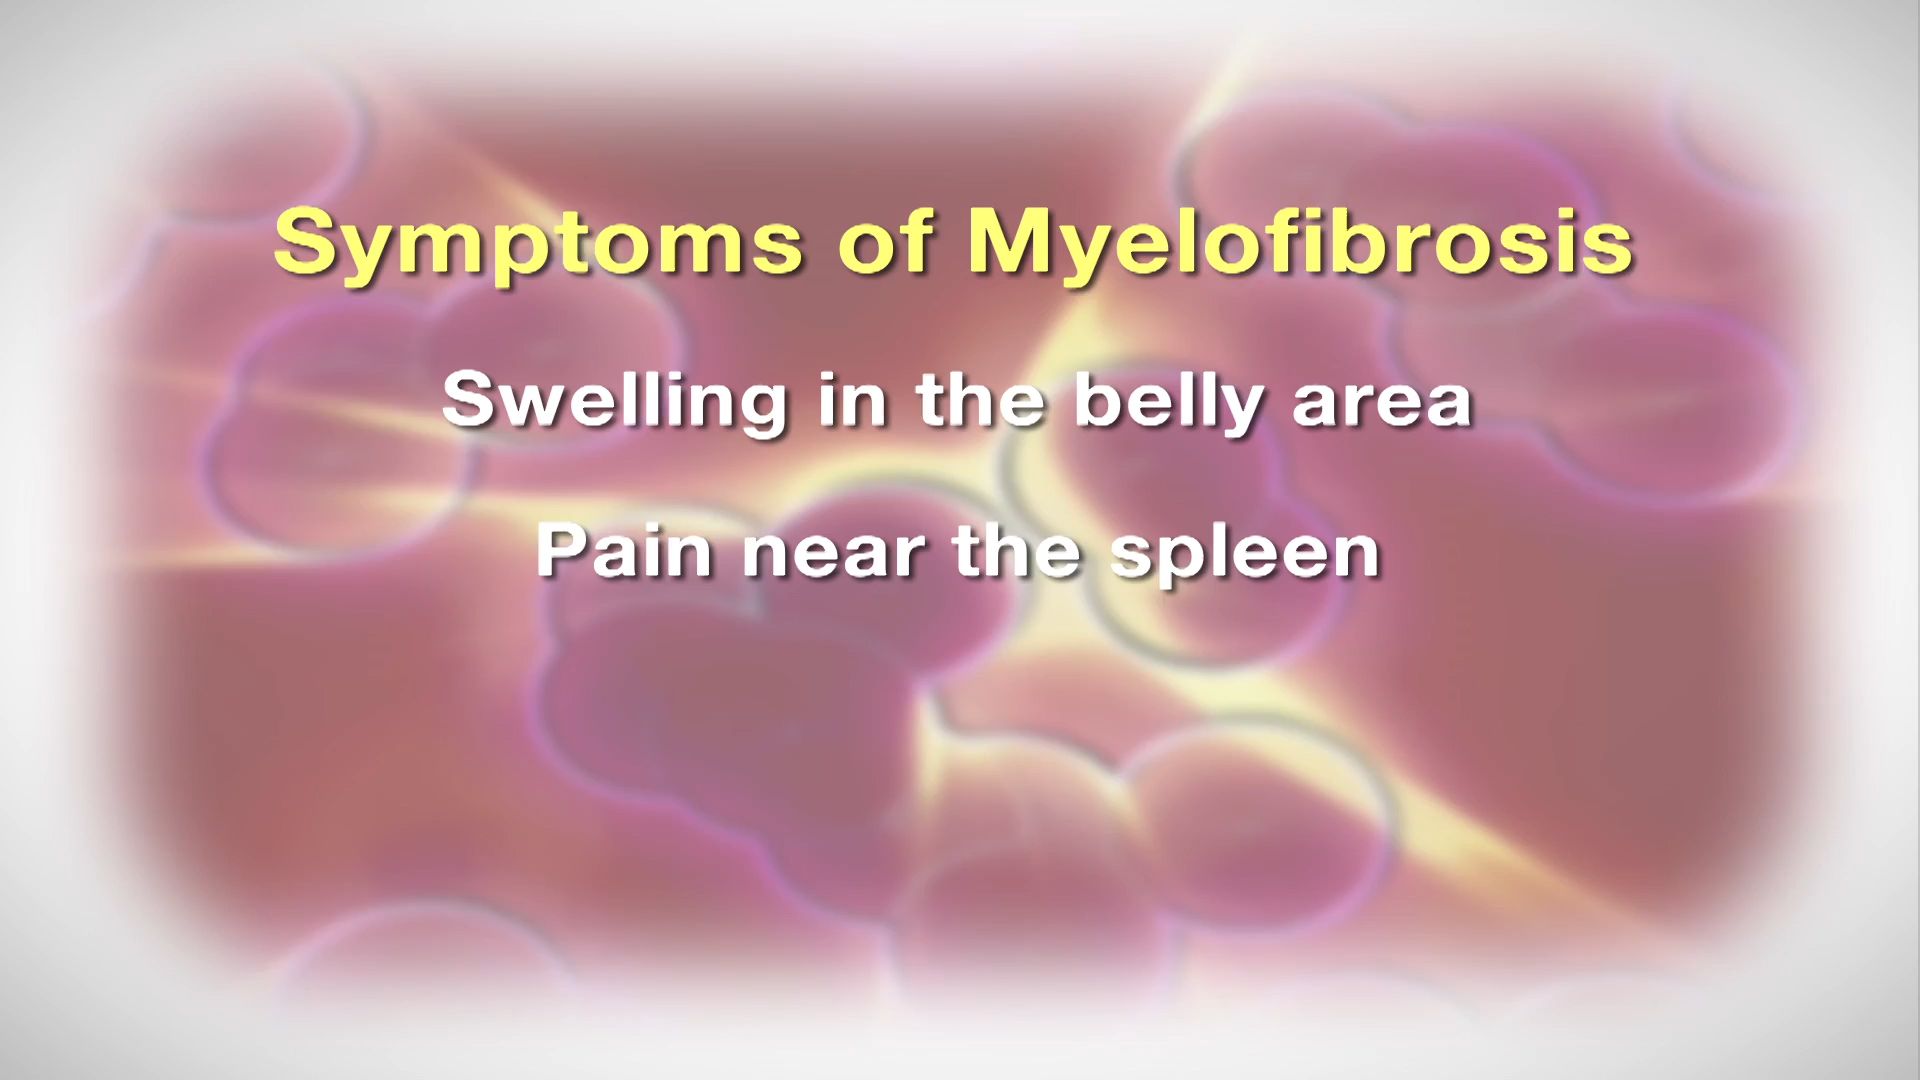 Symptoms of Myelofibrosis
Swelling in the belly area
Pain near the spleen